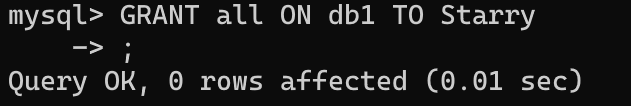 mysql> GRANT all ON db1 TO Starry
    -> ;
Query OK, 0 rows affected (0.01 sec)